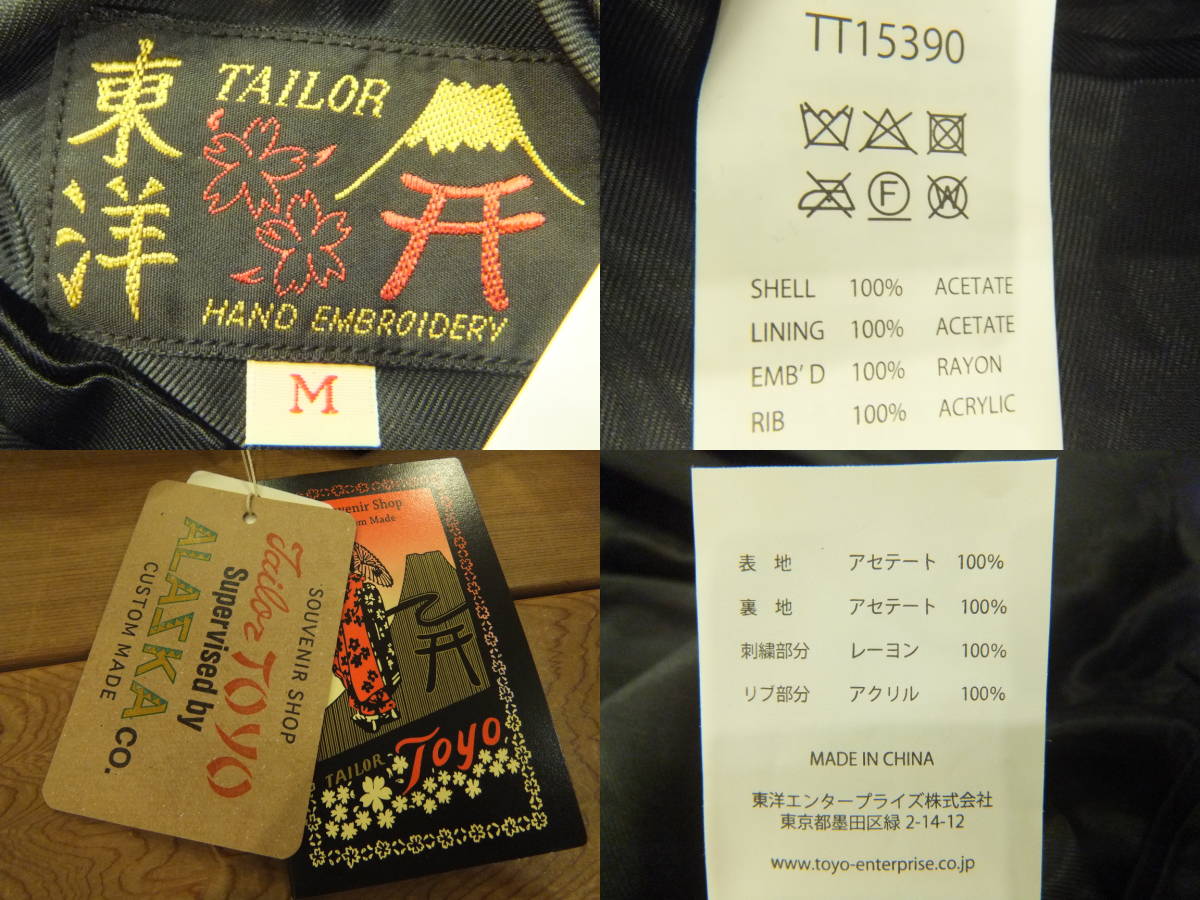 東洋
TAILOR
HAND EMBROIDERY
M
TT15390
F
W
SHELL 100% ACETATE
LINING 100% ACETATE
EMB'D 100% RAYON
RIB 100% ACRYLIC
SOUVENIR SHOP
Tailor TOYO
Supervised by
ALASKA CO.
CUSTOM MADE
Shop
Made
TAILOR Toyo
表地 アセテート 100%
裏地 アセテート 100%
刺繍部分 レーヨン 100%
リブ部分 アクリル 100%
MADE IN CHINA
東洋エンタープライズ株式会社
東京都墨田区緑 2-14-12
www.toyo-enterprise.co.jp